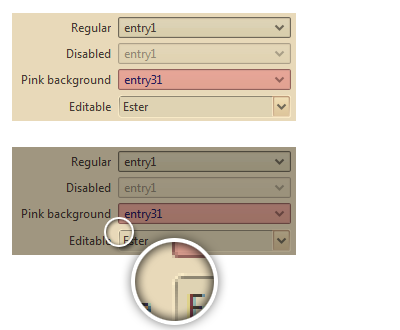 Regular entry1
Disabled entry1
Pink background entry31
Editable Ester
Regular entry1
Disabled entry1
Pink background entry31
Editable Ester